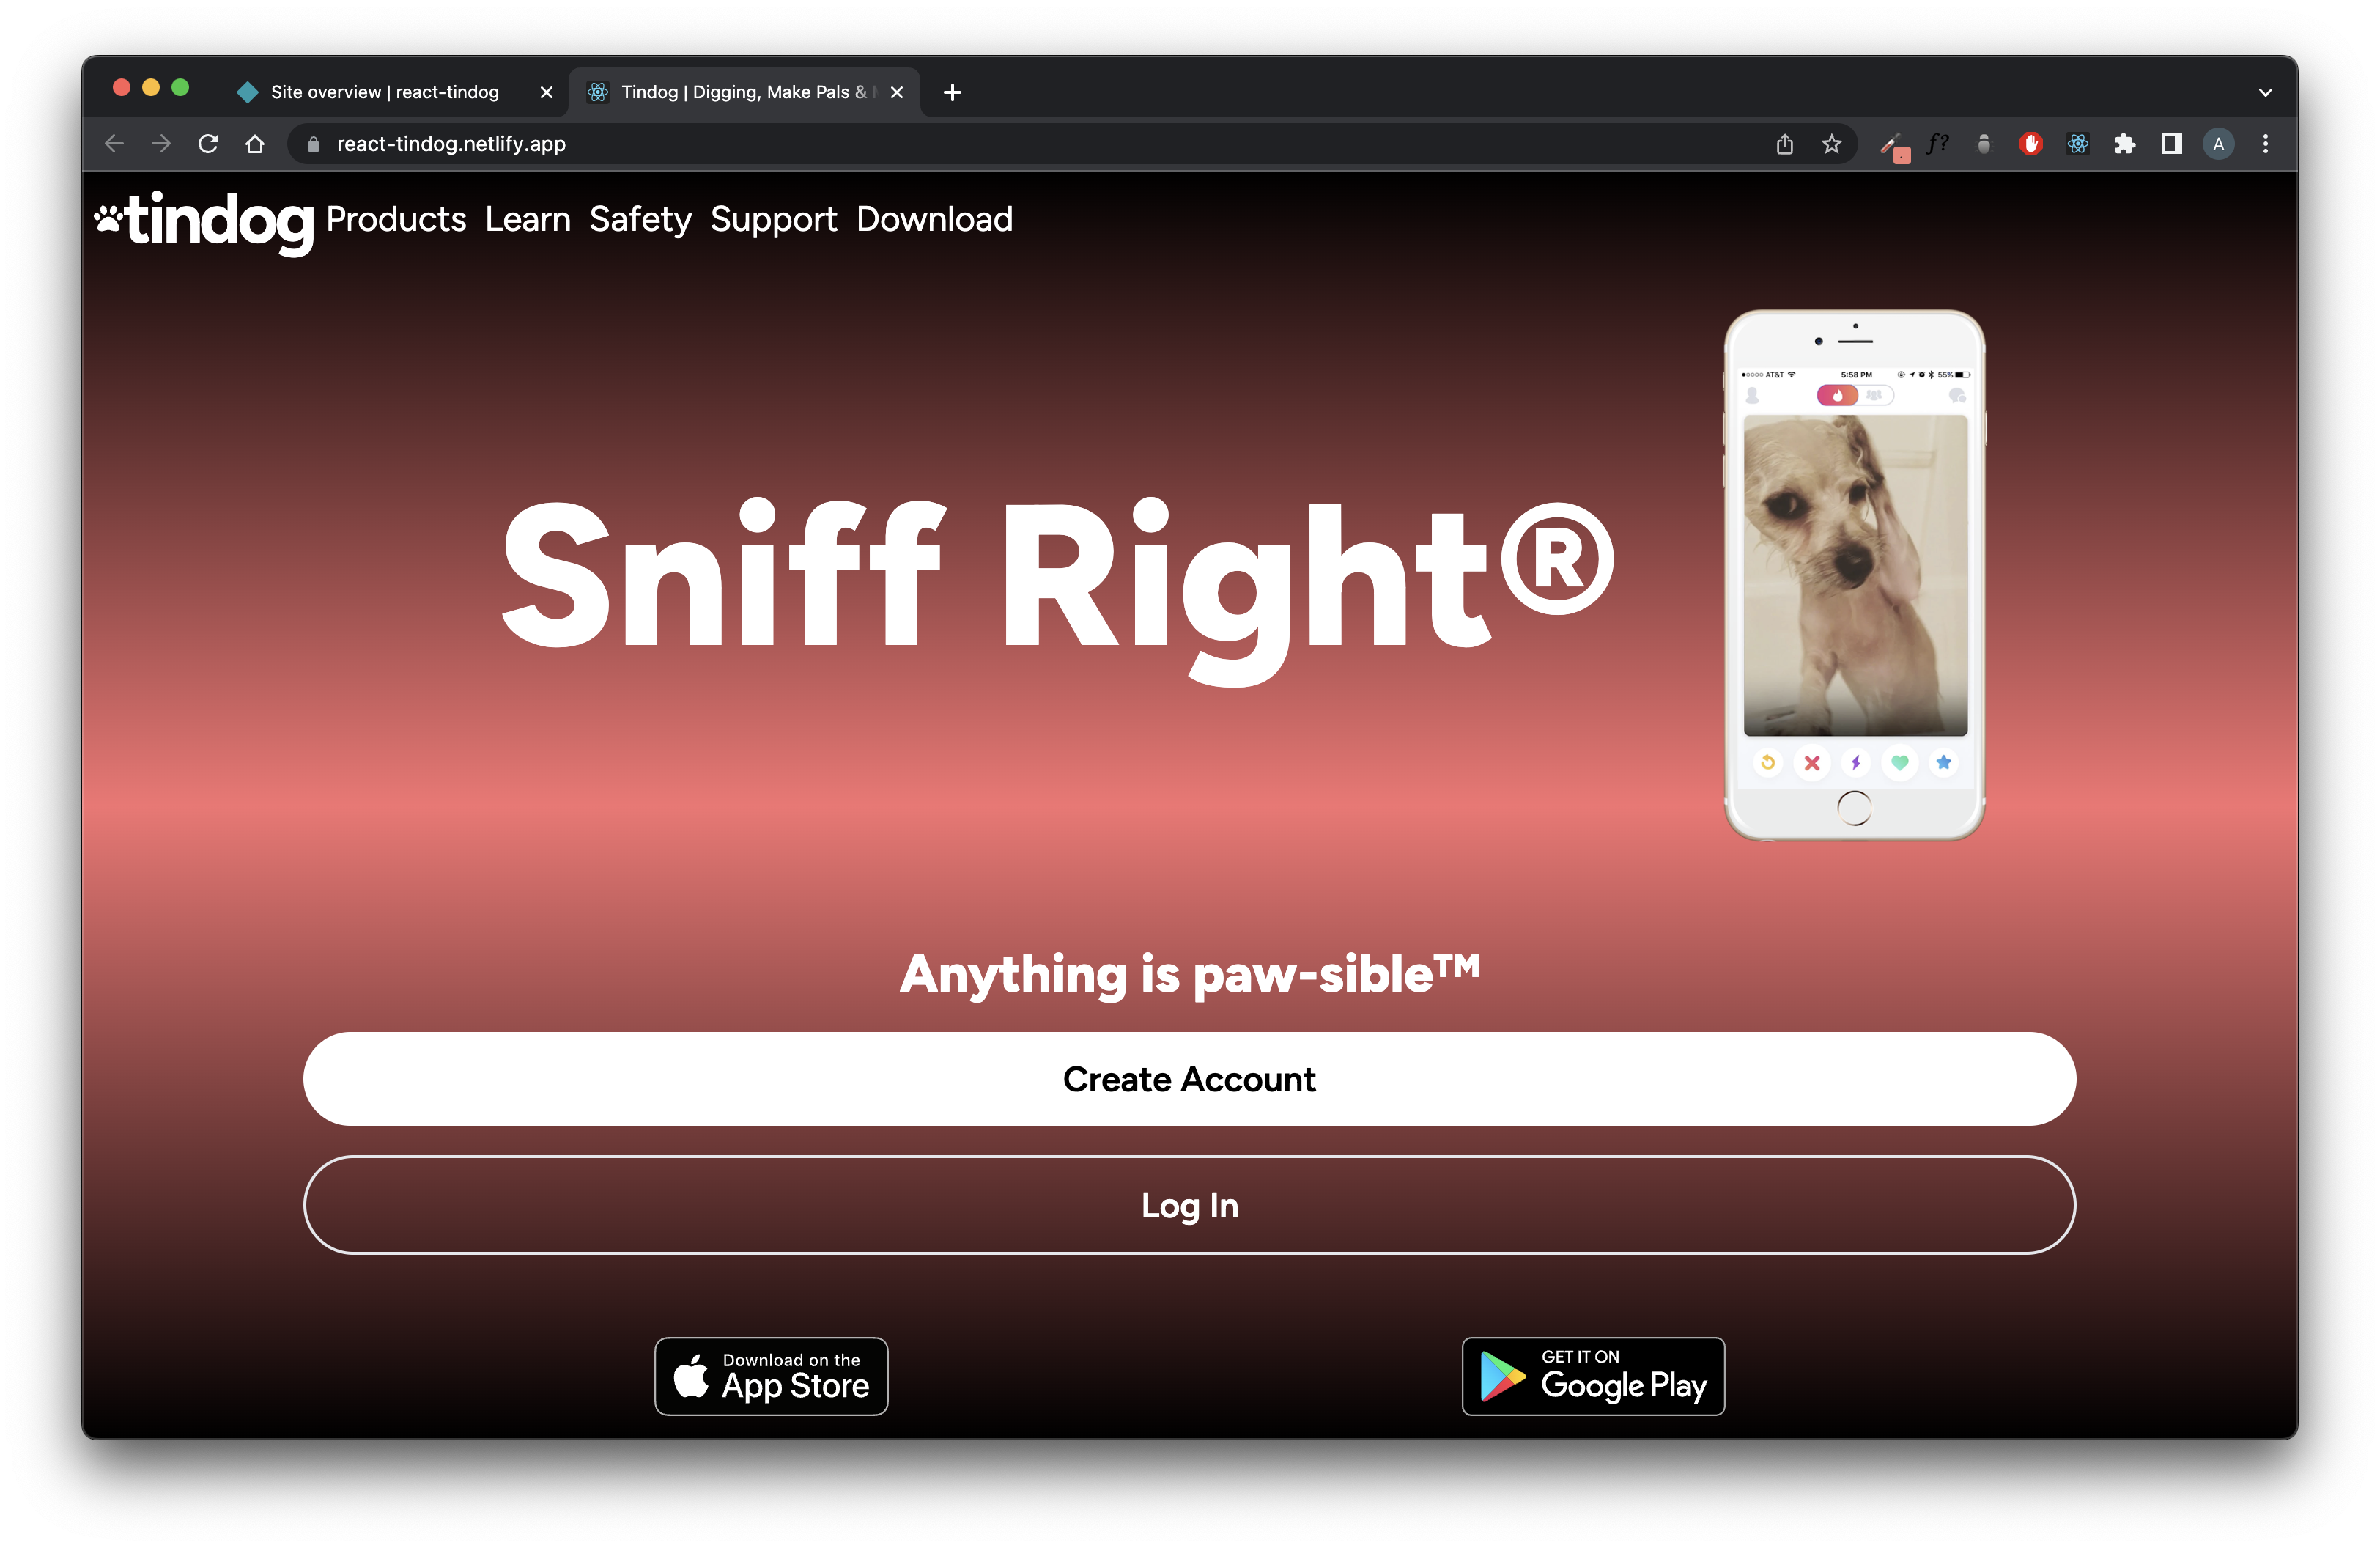 Site overview | react-tindog
Tindog | Digging, Make Pals &
react-tindog.netlify.app
f?
A
tindog Products Learn Safety Support Download
AT&T 5:58 PM 55%
Sniff Right®
Anything is paw-sible™
Create Account
Log In
Download on the
App Store
GET IT ON
Google Play